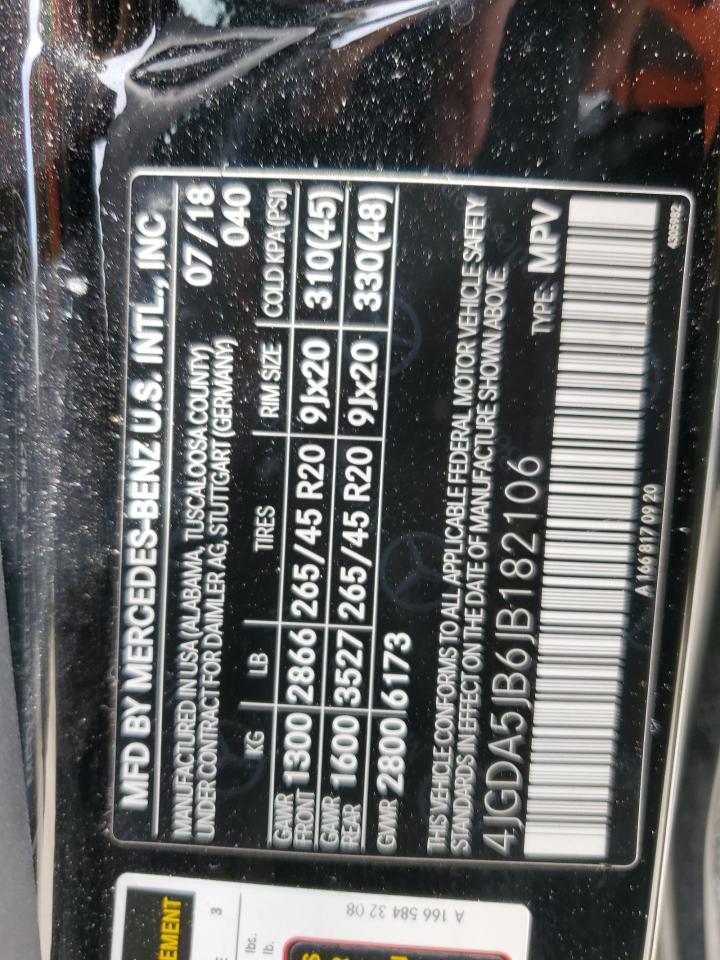 MFD BY MERCEDES-BENZ U.S. INTL., INC
MANUFACTURED IN USA (ALABAMA, TUSCALOOSA COUNTY) 07/18
UNDER CONTRACT FOR DAIMLER AG, STUTTGART (GERMANY) 040
KG LB TIRES RIM SIZE COLD KPA(PSI)
GAWR FRONT 1300 2866 265/45 R20 9Jx20 310(45)
GAWR REAR 1600 3527 265/45 R20 9Jx20 330(48)
GWR 2800 6173
THIS VEHICLE CONFORMS TO ALL APPLICABLE FEDERAL MOTOR VEHICLE SAFETY
STANDARDS IN EFFECT ON THE DATE OF MANUFACTURE SHOWN ABOVE.
4JGDA5JB6JB182106 TYPE: MPV
A 166 817 09 20
EMENT
3
lbs.
lb.
A 166 584 32 08